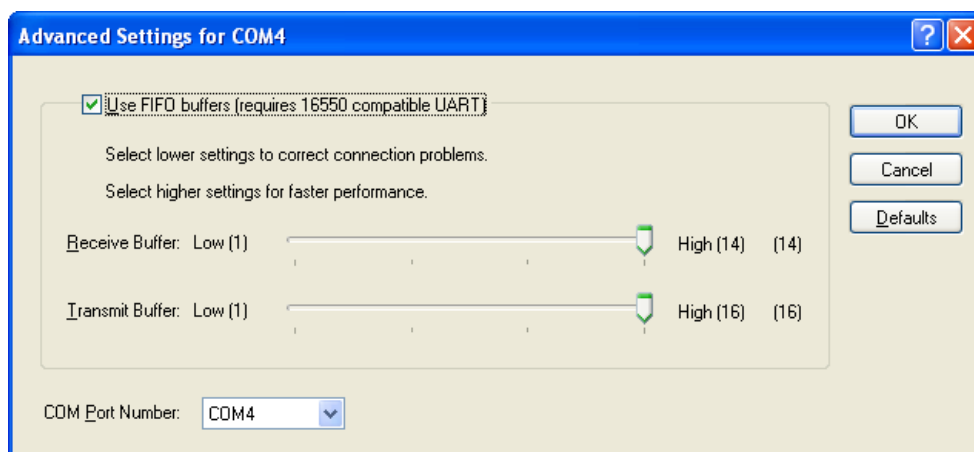 Advanced Settings for COM4
Use FIFO buffers (requires 16550 compatible UART)
OK
Select lower settings to correct connection problems.
Cancel
Select higher settings for faster performance.
Defaults
Receive Buffer: Low (1) High (14) (14)
Transmit Buffer: Low (1) High (16) (16)
COM Port Number: COM4